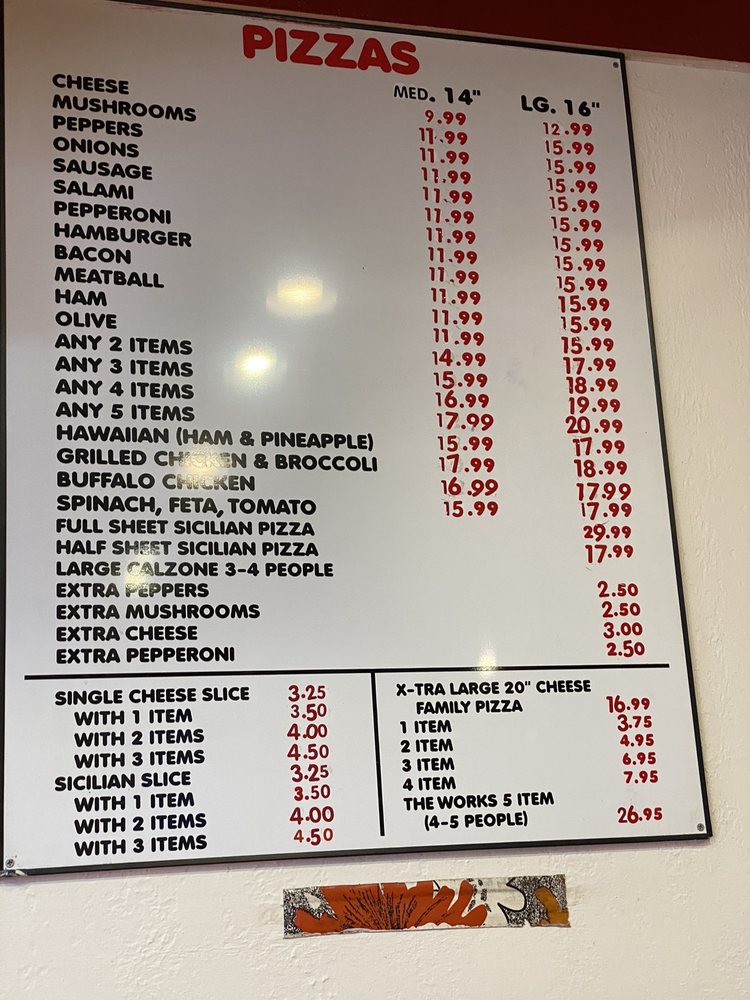 PIZZAS
MED. 14" LG. 16"
CHEESE 9.99 12.99
MUSHROOMS 11.99 15.99
PEPPERS 11.99 15.99
ONIONS 11.99 15.99
SAUSAGE 11.99 15.99
SALAMI 11.99 15.99
PEPPERONI 11.99 15.99
HAMBURGER 11.99 15.99
BACON 11.99 15.99
MEATBALL 11.99 15.99
HAM 11.99 15.99
OLIVE 11.99 15.99
ANY 2 ITEMS 14.99 17.99
ANY 3 ITEMS 15.99 18.99
ANY 4 ITEMS 16.99 19.99
ANY 5 ITEMS 17.99 20.99
HAWAIIAN (HAM & PINEAPPLE) 15.99 17.99
GRILLED CHICKEN & BROCCOLI 17.99 18.99
BUFFALO CHICKEN 16.99 17.99
SPINACH, FETA, TOMATO 15.99 17.99
FULL SHEET SICILIAN PIZZA 29.99
HALF SHEET SICILIAN PIZZA 17.99
LARGE CALZONE 3-4 PEOPLE
EXTRA PEPPERS 2.50
EXTRA MUSHROOMS 2.50
EXTRA CHEESE 3.00
EXTRA PEPPERONI 2.50
SINGLE CHEESE SLICE 3.25
WITH 1 ITEM 3.50
WITH 2 ITEMS 4.00
WITH 3 ITEMS 4.50
SICILIAN SLICE 3.25
WITH 1 ITEM 3.50
WITH 2 ITEMS 4.00
WITH 3 ITEMS 4.50
X-TRA LARGE 20" CHEESE
FAMILY PIZZA 16.99
1 ITEM 3.75
2 ITEM 4.95
3 ITEM 6.95
4 ITEM 7.95
THE WORKS 5 ITEM
(4-5 PEOPLE) 26.95